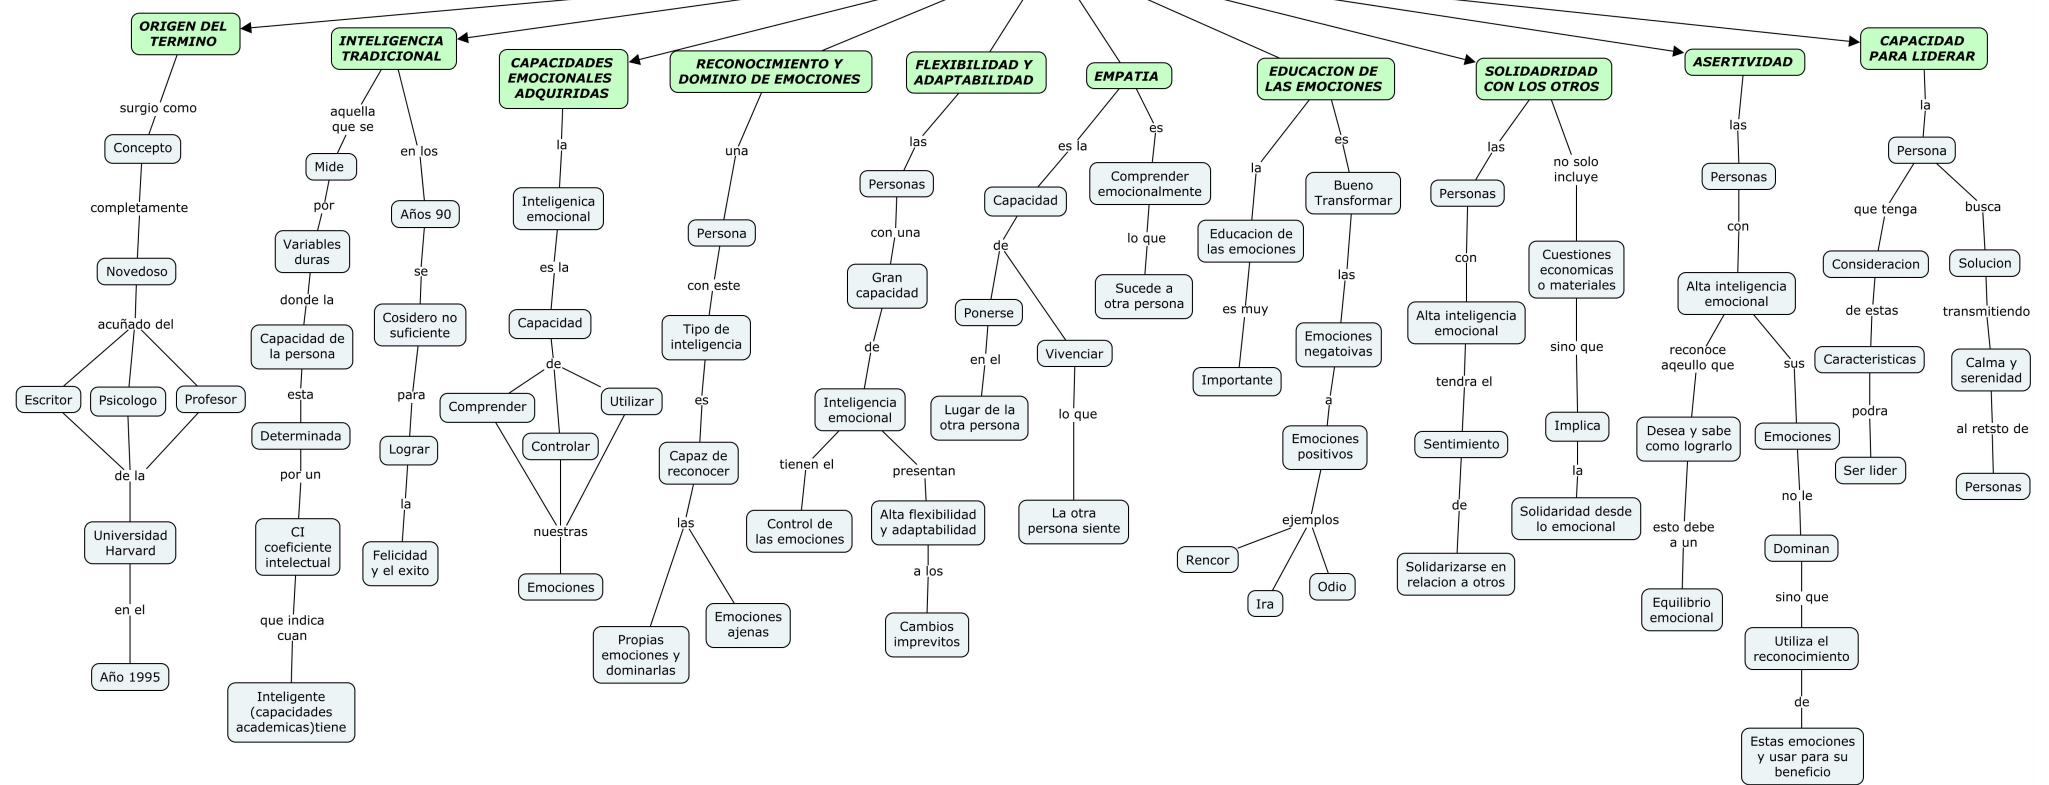 ORIGEN DEL
TERMINO
surgio como
Concepto
completamente
Novedoso
acuñado del
Escritor
Psicologo
Profesor
de la
Universidad
Harvard
en el
Año 1995
INTELIGENCIA
TRADICIONAL
aquella
que se
Mide
por
Variables
duras
donde la
Capacidad de
la persona
esta
Determinada
por un
CI
coeficiente
intelectual
que indica
cuan
Inteligente
(capacidades
academicas)tiene
en los
Años 90
se
Cosidero no
suficiente
para
Lograr
la
Felicidad
y el exito
CAPACIDADES
EMOCIONALES
ADQUIRIDAS
la
Inteligenica
emocional
es la
Capacidad
de
Comprender
Controlar
Utilizar
nuestras
Emociones
RECONOCIMIENTO Y
DOMINIO DE EMOCIONES
una
Persona
con este
Tipo de
inteligencia
es
Capaz de
reconocer
las
Propias
emociones y
dominarlas
Emociones
ajenas
FLEXIBILIDAD Y
ADAPTABILIDAD
las
Personas
con una
Gran
capacidad
de
Inteligencia
emocional
tienen el
Control de
las emociones
presentan
Alta flexibilidad
y adaptabilidad
a los
Cambios
imprevitos
EMPATIA
es la
Capacidad
de
Ponerse
en el
Lugar de la
otra persona
Vivenciar
lo que
La otra
persona siente
es
Comprender
emocionalmente
lo que
Sucede a
otra persona
EDUCACION DE
LAS EMOCIONES
la
Educacion de
las emociones
es muy
Importante
es
Bueno
Transformar
las
Emociones
negatoivas
a
Emociones
positivos
ejemplos
Rencor
Ira
Odio
SOLIDADRIDAD
CON LOS OTROS
las
Personas
con
Alta inteligencia
emocional
tendra el
Sentimiento
de
Solidarizarse en
relacion a otros
no solo
incluye
Cuestiones
economicas
o materiales
sino que
Implica
la
Solidaridad desde
lo emocional
ASERTIVIDAD
las
Personas
con
Alta inteligencia
emocional
reconoce
aqeullo que
Desea y sabe
como lograrlo
esto debe
a un
Equilibrio
emocional
sus
Emociones
no le
Dominan
sino que
Utiliza el
reconocimiento
de
Estas emociones
y usar para su
beneficio
CAPACIDAD
PARA LIDERAR
la
Persona
que tenga
Consideracion
de estas
Caracteristicas
podra
Ser lider
busca
Solucion
transmitiendo
Calma y
serenidad
al retsto de
Personas